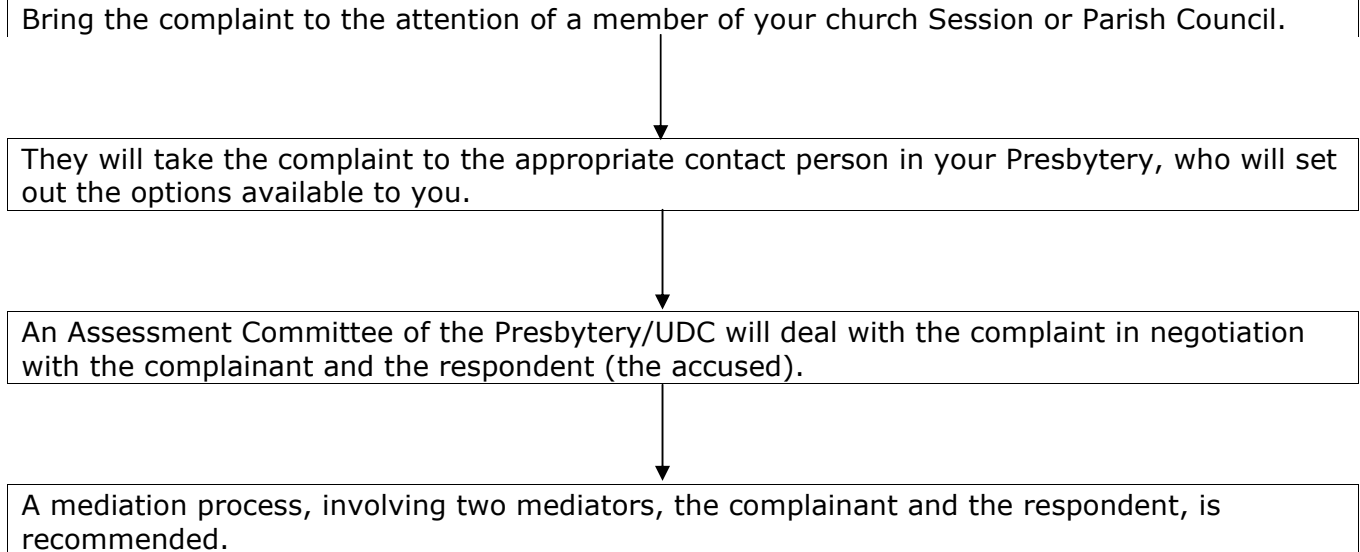 Bring the complaint to the attention of a member of your church Session or Parish Council.
They will take the complaint to the appropriate contact person in your Presbytery, who will set
out the options available to you.
An Assessment Committee of the Presbytery/UDC will deal with the complaint in negotiation
with the complainant and the respondent (the accused).
A mediation process, involving two mediators, the complainant and the respondent, is
recommended.